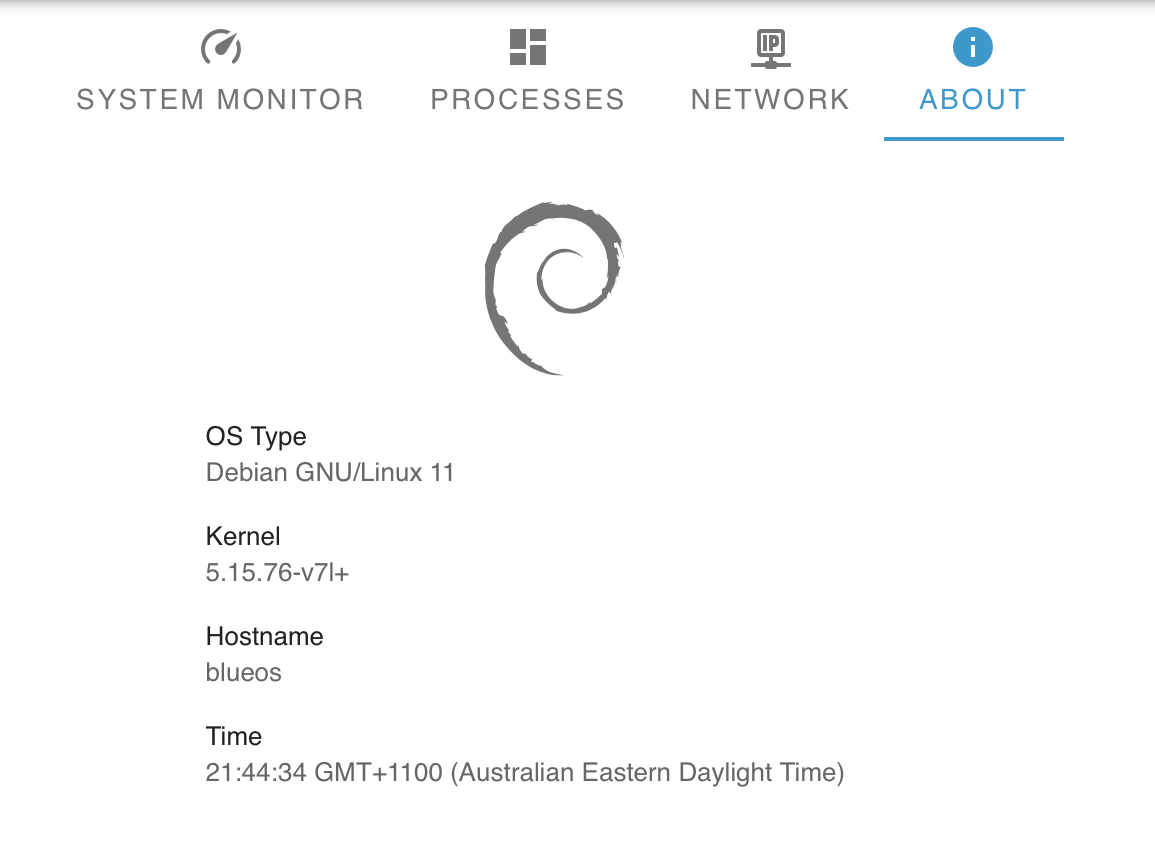 SYSTEM MONITOR PROCESSES NETWORK ABOUT
OS Type
Debian GNU/Linux 11
Kernel
5.15.76-v7l+
Hostname
blueos
Time
21:44:34 GMT+1100 (Australian Eastern Daylight Time)